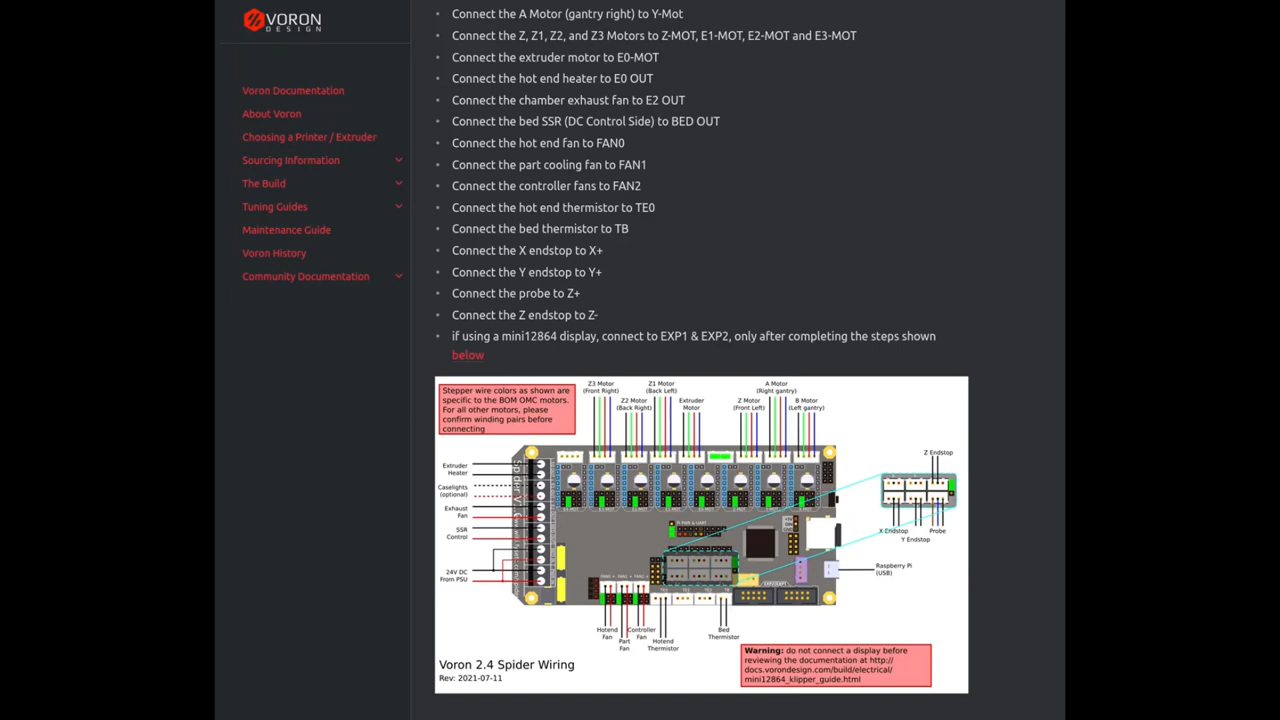 VORON
DESIGN
Voron Documentation
About Voron
Choosing a Printer / Extruder
Sourcing Information
The Build
Tuning Guides
Maintenance Guide
Voron History
Community Documentation
Connect the A Motor (gantry right) to Y-Mot
Connect the Z, Z1, Z2, and Z3 Motors to Z-MOT, E1-MOT, E2-MOT and E3-MOT
Connect the extruder motor to E0-MOT
Connect the hot end heater to E0 OUT
Connect the chamber exhaust fan to E2 OUT
Connect the bed SSR (DC Control Side) to BED OUT
Connect the hot end fan to FAN0
Connect the part cooling fan to FAN1
Connect the controller fans to FAN2
Connect the hot end thermistor to TE0
Connect the bed thermistor to TB
Connect the X endstop to X+
Connect the Y endstop to Y+
Connect the probe to Z+
Connect the Z endstop to Z-
if using a mini12864 display, connect to EXP1 & EXP2, only after completing the steps shown
below
Stepper wire colors as shown are
specific to the BOM OMC motors.
For all other motors, please
confirm winding pairs before
connecting
Z3 Motor
(Front Right)
Z2 Motor
(Back Right)
Z1 Motor
(Back Left)
Extruder
Motor
Z Motor
(Front Left)
A Motor
(Right gantry)
B Motor
(Left gantry)
Extruder
Heater
Caselights
(optional)
Exhaust
Fan
SSR
Control
24V DC
From PSU
Z Endstop
X Endstop
Y Endstop
Probe
Raspberry Pi
(USB)
Hotend
Fan
Part
Fan
Controller
Fan
Hotend
Thermistor
Bed
Thermistor
Voron 2.4 Spider Wiring
Rev: 2021-07-11
Warning: do not connect a display before
reviewing the documentation at http://
docs.vorondesign.com/build/electrical/
mini12864_klipper_guide.html